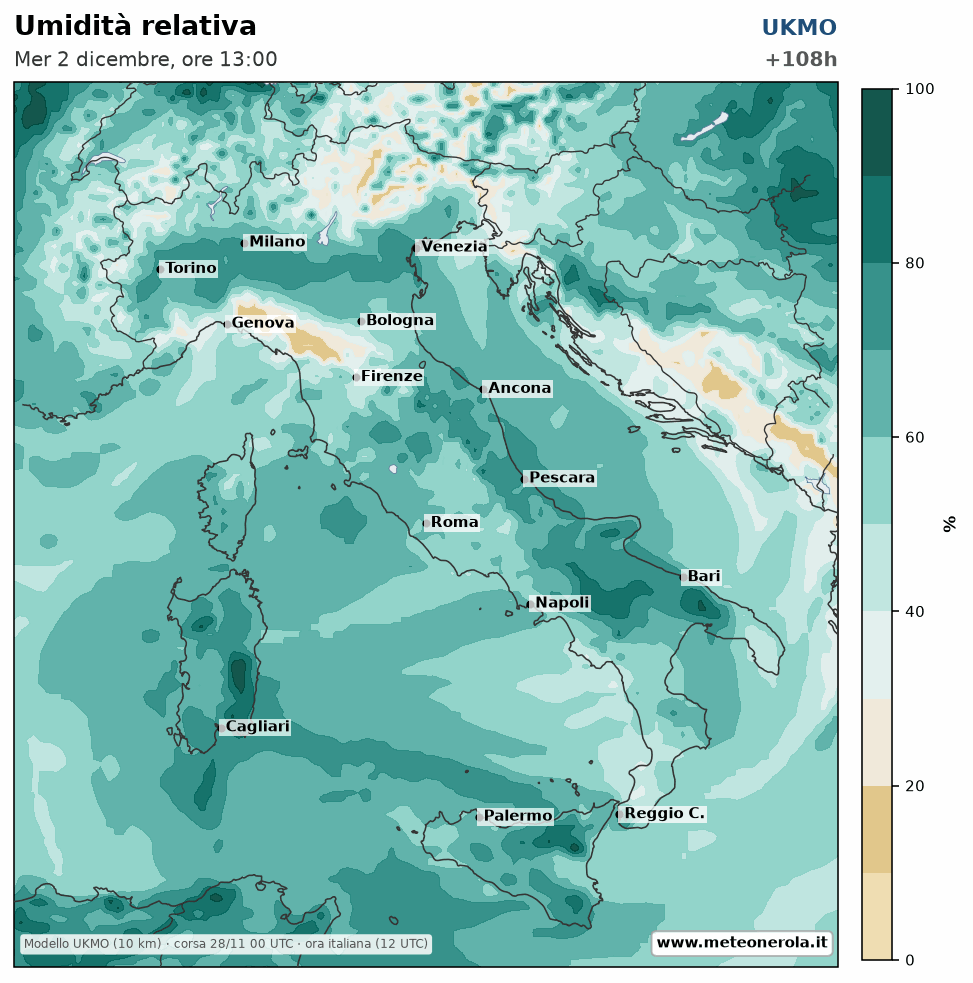 Umidità relativa
UKMO
Mer 2 dicembre, ore 13:00
+108h
100
80
60
40
20
0
%
Milano
Venezia
Torino
Genova
Bologna
Firenze
Ancona
Pescara
Roma
Bari
Napoli
Cagliari
Palermo
Reggio C.
Modello UKMO (10 km) · corsa 28/11 00 UTC · ora italiana (12 UTC)
www.meteonerola.it